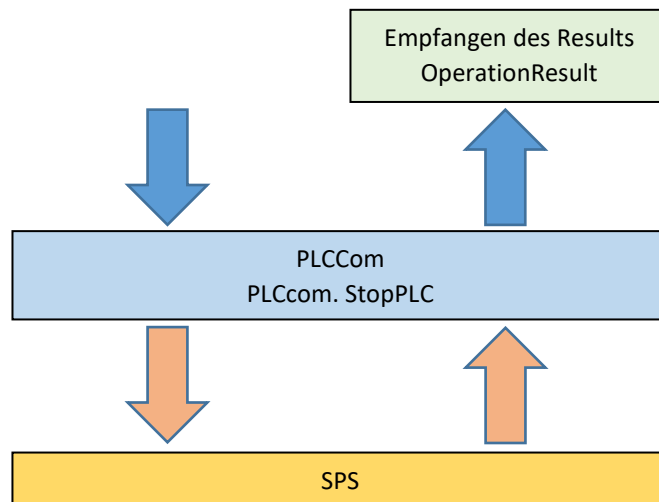 Empfangen des Results
OperationResult
PLCCom
PLCcom. StopPLC
SPS